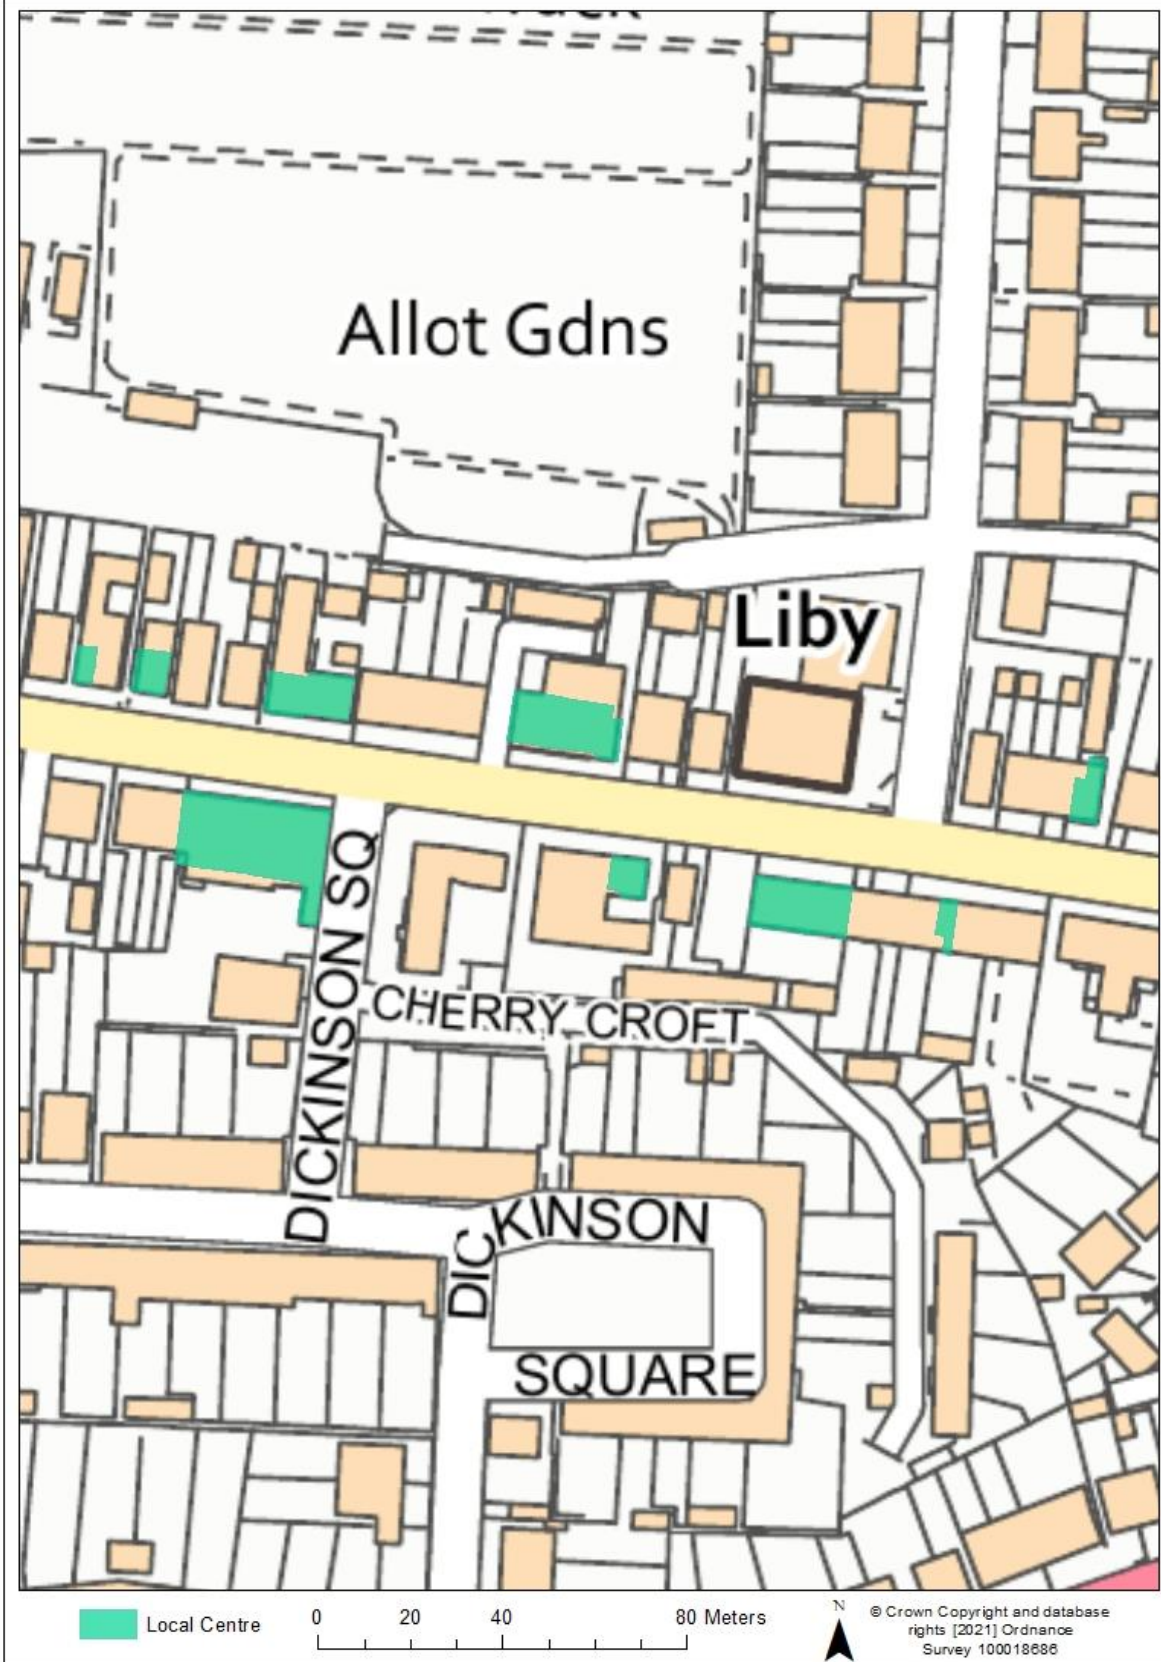 Allot Gdns
Liby
DICKINSON SQ
CHERRY CROFT
DICKINSON
SQUARE
Local Centre
0 20 40 80 Meters
N
© Crown Copyright and database
rights [2021] Ordnance
Survey 100018686